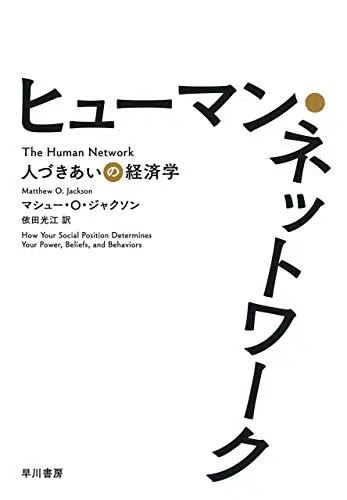 ヒューマン・ネットワーク
The Human Network
人づきあいの経済学
Matthew O. Jackson
マシュー・O・ジャクソン
依田光江 訳
How Your Social Position Determines
Your Power, Beliefs, and Behaviors
早川書房